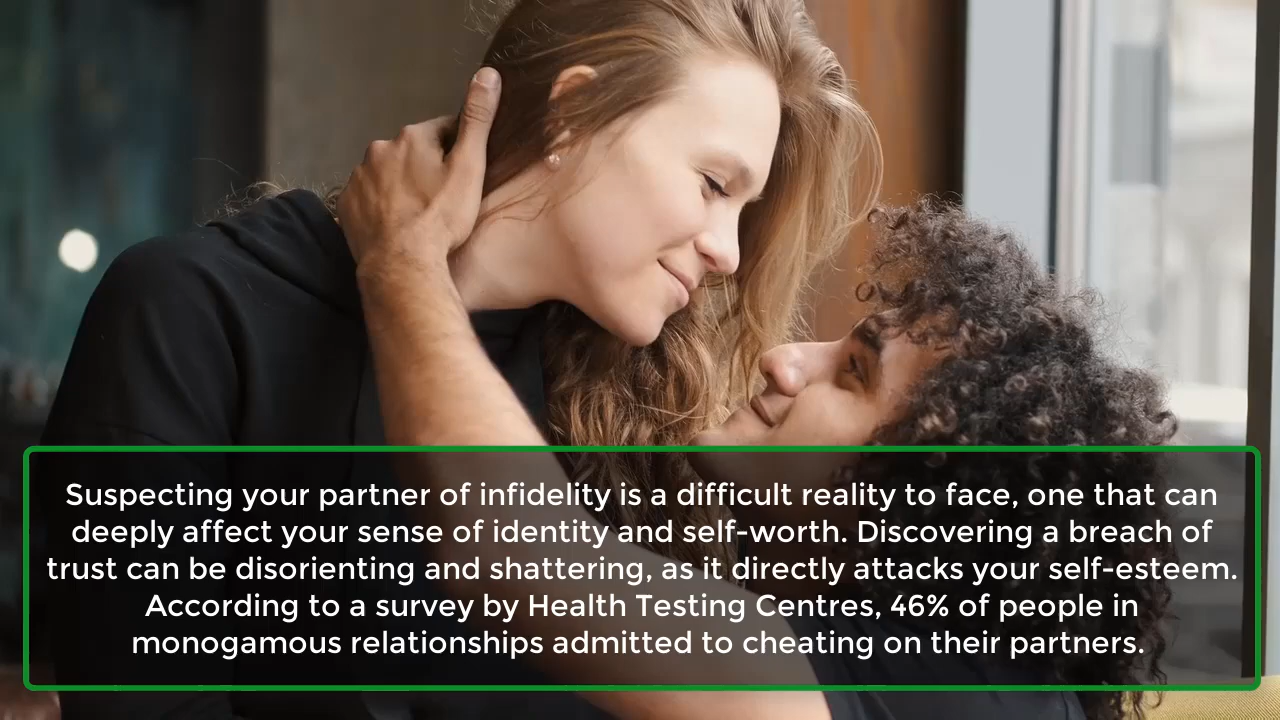 Suspecting your partner of infidelity is a difficult reality to face, one that can
deeply affect your sense of identity and self-worth. Discovering a breach of
trust can be disorienting and shattering, as it directly attacks your self-esteem.
According to a survey by Health Testing Centres, 46% of people in
monogamous relationships admitted to cheating on their partners.